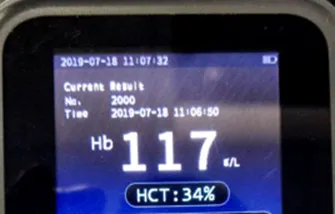 2019-07-18 11:07:32
Current Result
No. 2000
Time 2019-07-18 11:06:50
Hb 117 g/L
HCT:34%